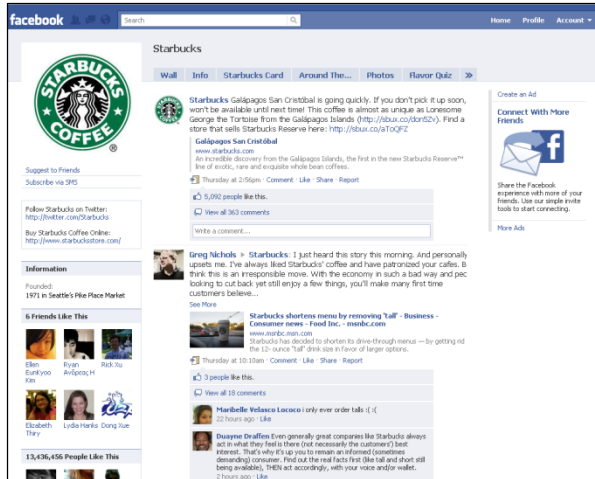 facebook
Search
Home Profile Account
STARBUCKS
COFFEE
Suggest to Friends
Subscribe via SMS
Follow Starbucks on Twitter:
http://twitter.com/Starbucks
Buy Starbucks Coffee Online:
http://www.starbucksstore.com/
Information
Founded:
1971 in Seattle's Pike Place Market
6 Friends Like This
Ellen
EunKyoo
Kim
Ryan
Ανδρεας Η
Rick Xu
Elizabeth
Thiry
Lydia Hanks
Dong Xue
13,436,456 People Like This
Starbucks
Wall Info Starbucks Card Around The... Photos Flavor Quiz »
Starbucks Galápagos San Cristóbal is going quickly. If you don't pick it up soon,
won't be available until next time! This coffee is almost as unique as Lonesome
George the Tortoise from the Galápagos Islands (http://sbux.co/don5Zv). Find a
store that sells Starbucks Reserve here: http://sbux.co/aToQFZ
Galápagos San Cristóbal
www.starbucks.com
An incredible discovery from the Galápagos Islands, the first in the new Starbucks Reserve™
line of exotic, rare and exquisite whole bean coffees.
Thursday at 2:56pm · Comment · Like · Share · Report
5,092 people like this.
View all 363 comments
Write a comment...
Greg Nichols ▶ Starbucks: I just heard this story this morning. And personally
upsets me. I've always liked Starbucks' coffee and have patronized your cafes. B
think this is an irresponsible move. With the economy in such a bad way and pec
looking to cut back yet still enjoy a few things, you'll make many first time
customers believe...
See More
Starbucks shortens menu by removing 'tall' - Business -
Consumer news - Food Inc. - msnbc.com
www.msnbc.msn.com
Starbucks has decided to shorten its drive-through menus — by getting rid
the 12- ounce "tall" drink size in favor of larger options.
Thursday at 10:10am · Comment · Like · Share · Report
3 people like this.
View all 18 comments
Maribelle Velasco Lococo i only ever order talls :( :(
22 hours ago · Like
Duayne Draffen Even generally great companies like Starbucks always
act in what they feel is there (not necessarily the customers') best
interest. That's why it's up you to remain an informed (sometimes
demanding) consumer. Find out the real facts first (like tall and short still
being available), THEN act accordingly, with your voice and/or wallet.
2 hours ago · Like
Create an Ad
Connect With More
Friends
Share the Facebook
experience with more of your
friends. Use our simple invite
tools to start connecting.
More Ads